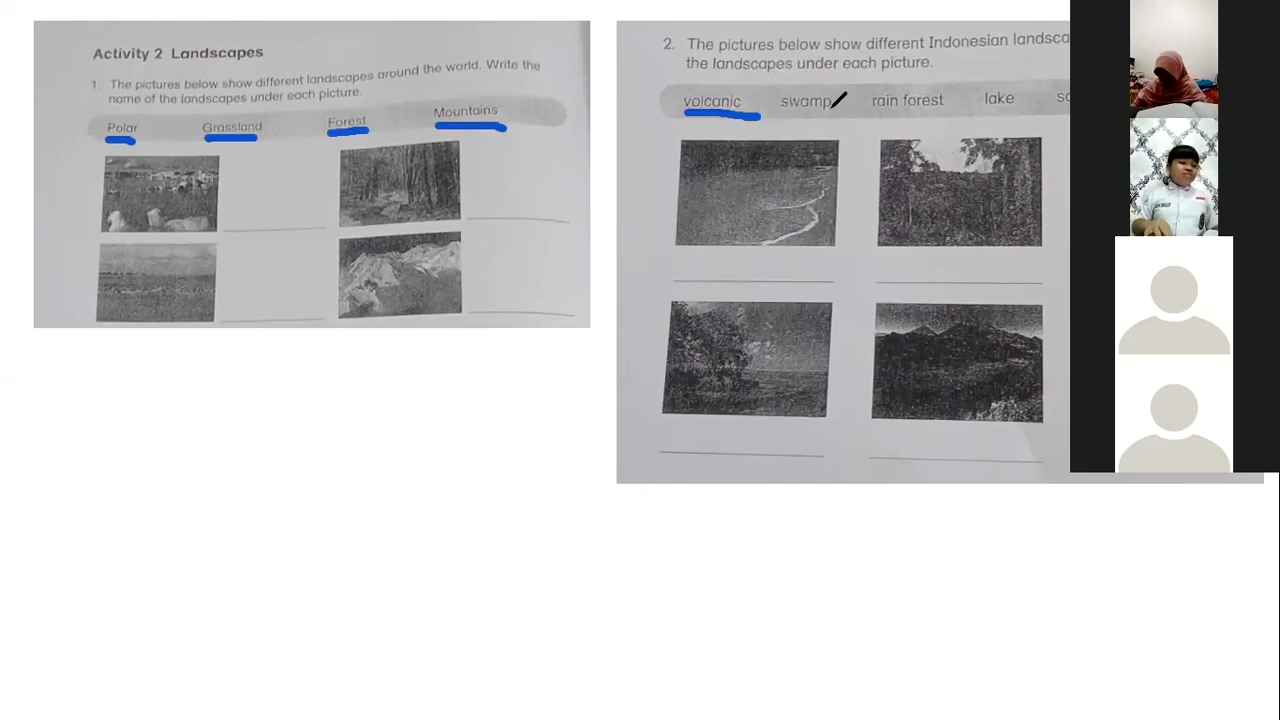 Activity 2 Landscapes
1. The pictures below show different landscapes around the world. Write the
name of the landscapes under each picture.
Polar Grassland Forest Mountains
2. The pictures below show different Indonesian landsca
the landscapes under each picture.
volcanic swamp rain forest lake